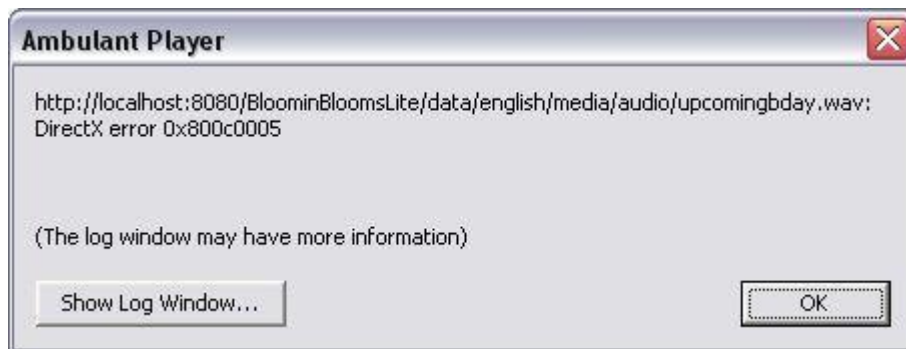 Ambulant Player
http://localhost:8080/BloominBloomsLite/data/english/media/audio/upcomingbday.wav:
DirectX error 0x800c0005
(The log window may have more information)
Show Log Window...
OK